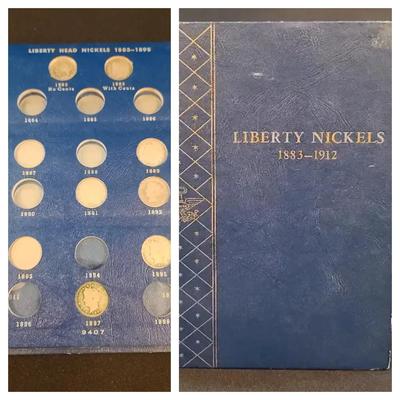 LIBERTY HEAD NICKELS 1883-1898
1883 1883
No Cents With Cents
1884 1885 1886
1887 1888 1889
1890 1891 1892
1893 1894 1895
1896 1897 1898
9407
LIBERTY NICKELS
1883-1912